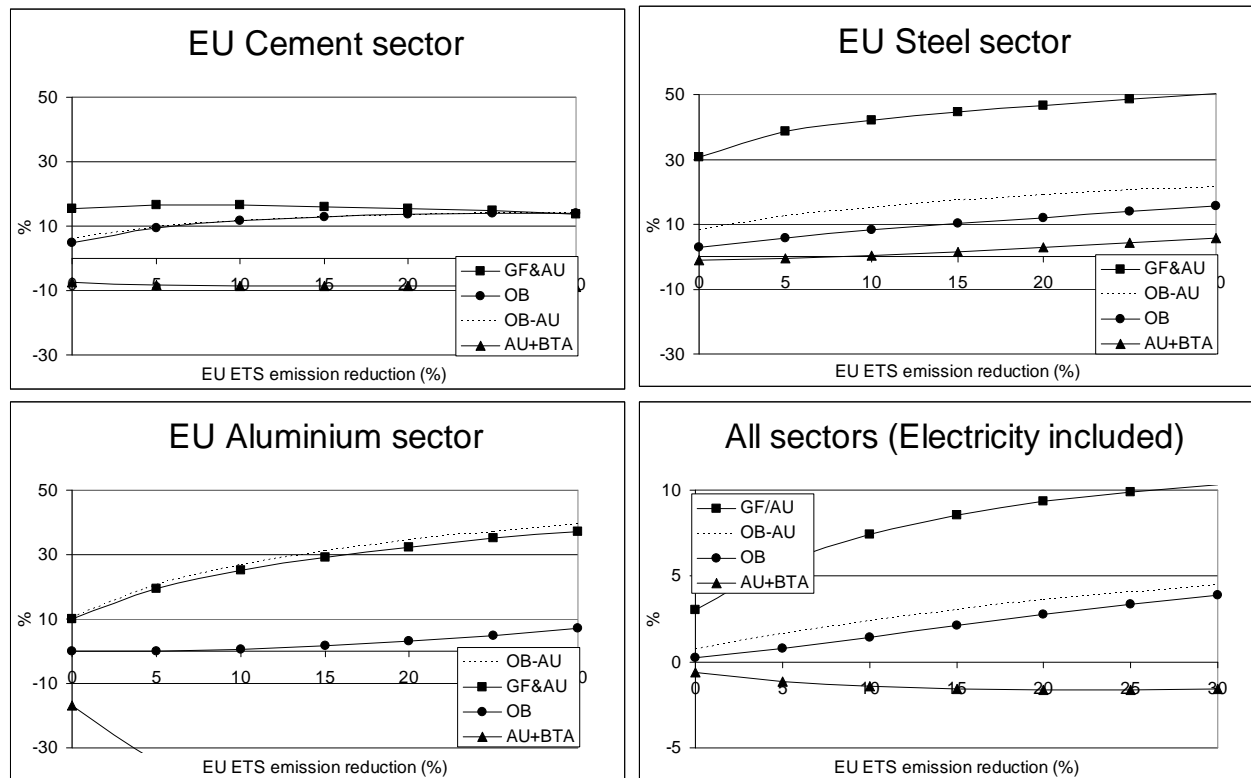 EU Cement sector
50
30
10
-10
-30
%
5
10
15
20
0
GF&AU
OB
OB-AU
AU+BTA
EU ETS emission reduction (%)
EU Steel sector
50
30
10
-10
-30
%
0
5
10
15
20
0
GF&AU
OB-AU
OB
AU+BTA
EU ETS emission reduction (%)
EU Aluminium sector
50
30
10
-10
-30
%
0
5
10
15
20
0
OB-AU
GF&AU
OB
AU+BTA
EU ETS emission reduction (%)
All sectors (Electricity included)
10
5
0
-5
%
0
5
10
15
20
25
30
GF/AU
OB-AU
OB
AU+BTA
EU ETS emission reduction (%)